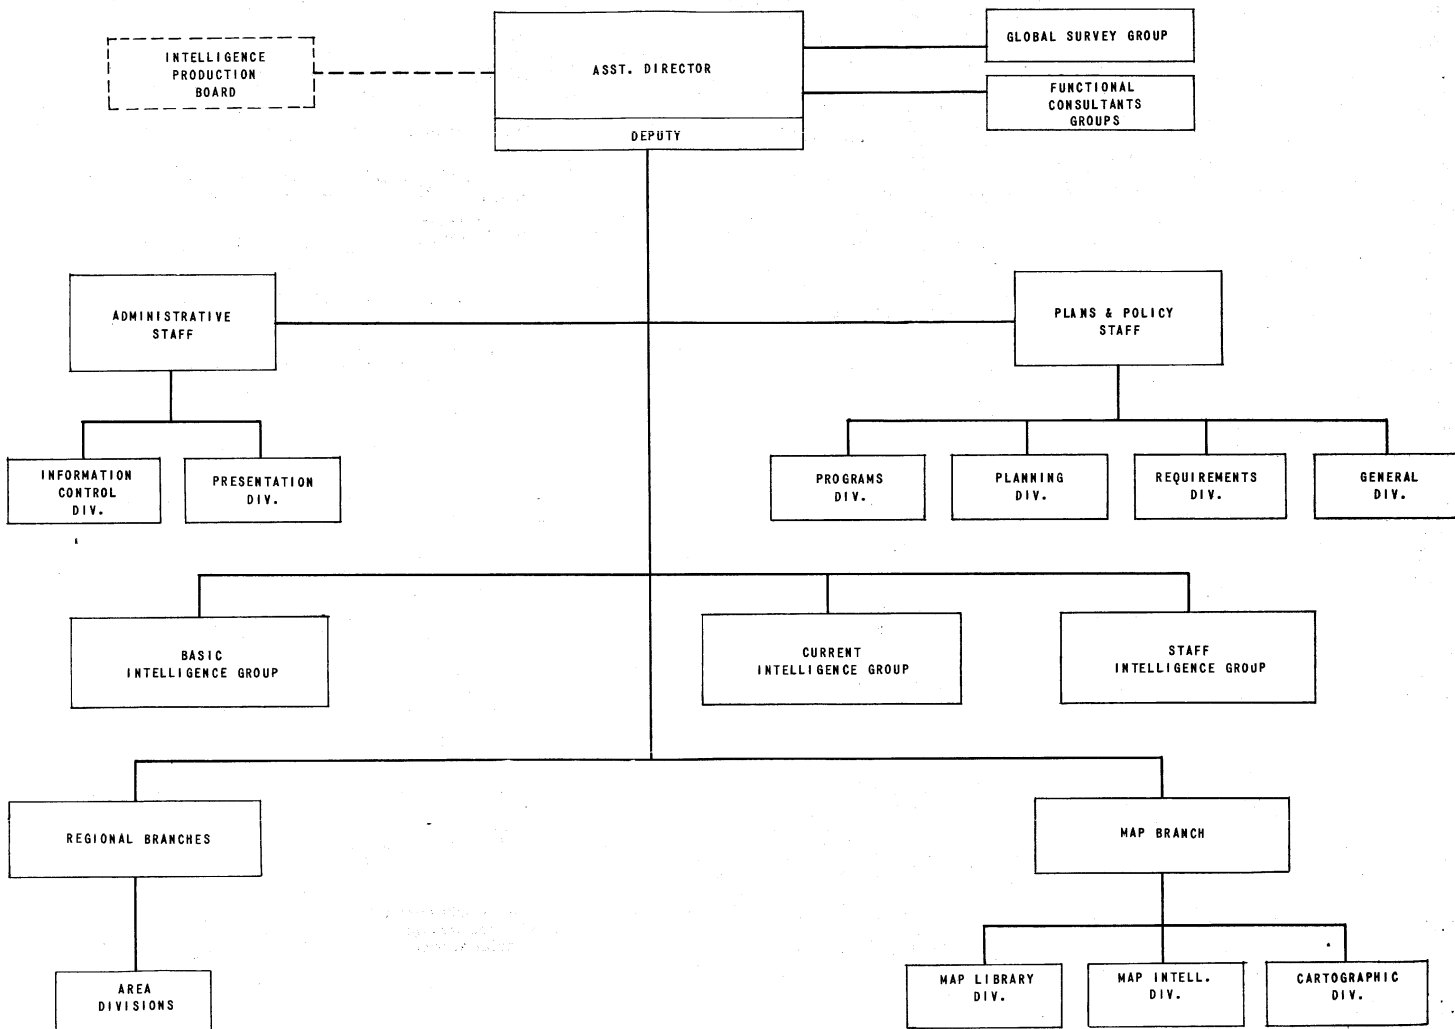 INTELLIGENCE
PRODUCTION
BOARD
ASST. DIRECTOR
DEPUTY
GLOBAL SURVEY GROUP
FUNCTIONAL
CONSULTANTS
GROUPS
ADMINISTRATIVE
STAFF
PLANS & POLICY
STAFF
INFORMATION
CONTROL
DIV.
PRESENTATION
DIV.
PROGRAMS
DIV.
PLANNING
DIV.
REQUIREMENTS
DIV.
GENERAL
DIV.
BASIC
INTELLIGENCE GROUP
CURRENT
INTELLIGENCE GROUP
STAFF
INTELLIGENCE GROUP
REGIONAL BRANCHES
MAP BRANCH
AREA
DIVISIONS
MAP LIBRARY
DIV.
MAP INTELL.
DIV.
CARTOGRAPHIC
DIV.